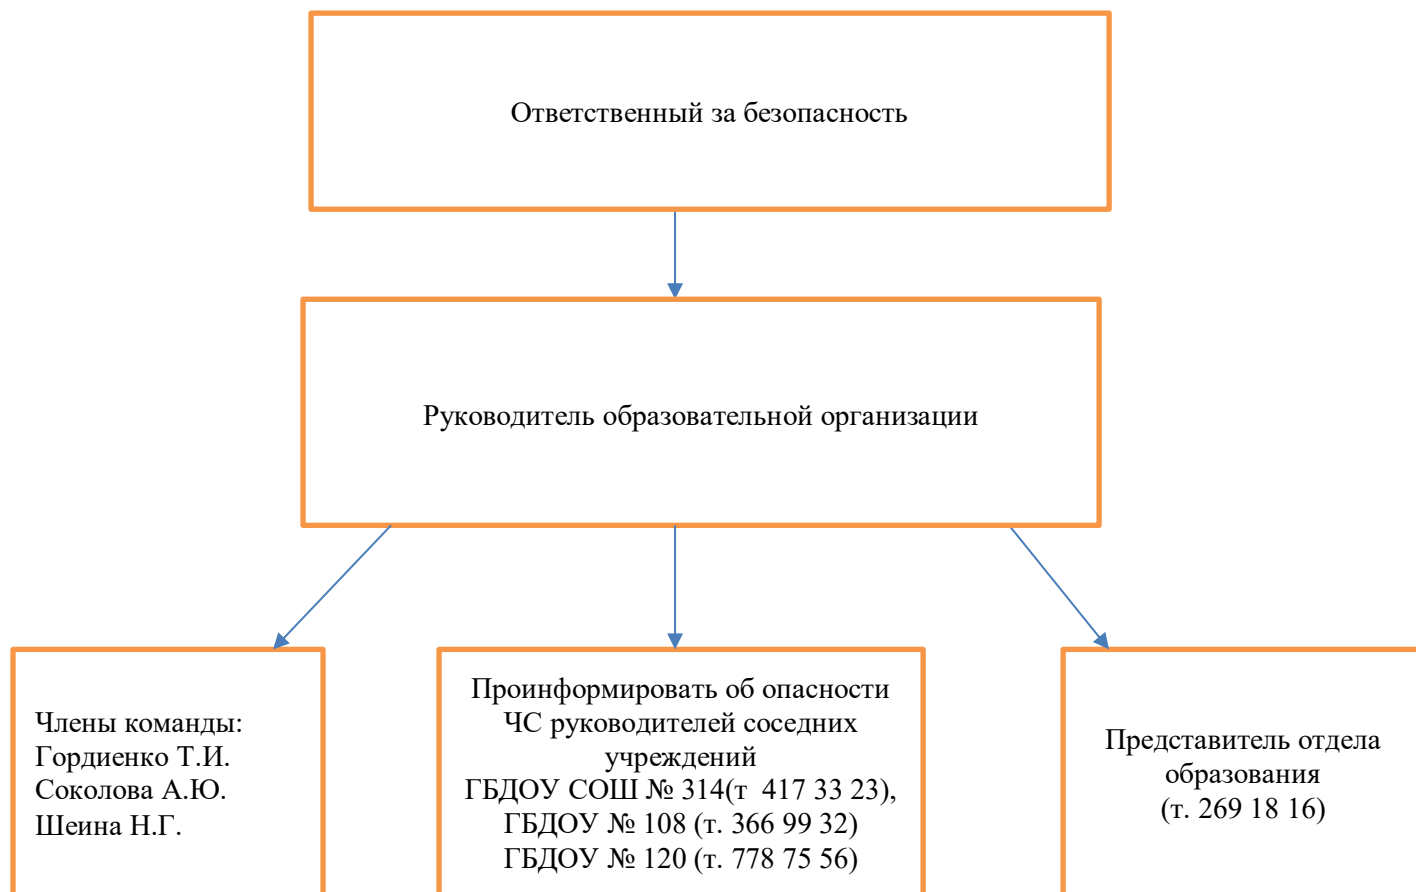 Ответственный за безопасность
Руководитель образовательной организации
Члены команды:
Гордиенко Т.И.
Соколова А.Ю.
Шеина Н.Г.
Проинформировать об опасности
ЧС руководителей соседних
учреждений
ГБДОУ СОШ № 314(т  417 33 23),
ГБДОУ № 108 (т. 366 99 32)
ГБДОУ № 120 (т. 778 75 56)
Представитель отдела
образования
(т. 269 18 16)